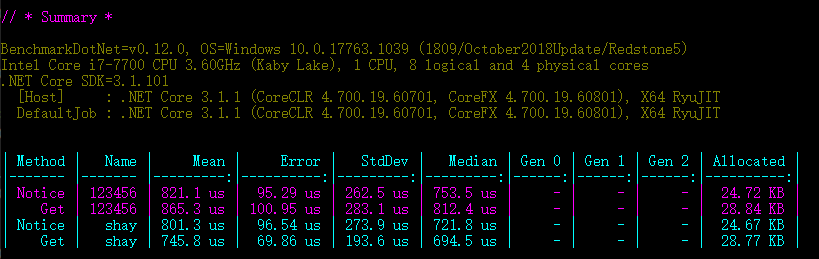 // * Summary *
BenchmarkDotNet=v0.12.0, OS=Windows 10.0.17763.1039 (1809/October2018Update/Redstone5)
Intel Core i7-7700 CPU 3.60GHz (Kaby Lake), 1 CPU, 8 logical and 4 physical cores
.NET Core SDK=3.1.101
  [Host]     : .NET Core 3.1.1 (CoreCLR 4.700.19.60701, CoreFX 4.700.19.60801), X64 RyuJIT
  DefaultJob : .NET Core 3.1.1 (CoreCLR 4.700.19.60701, CoreFX 4.700.19.60801), X64 RyuJIT
| Method |   Name |     Mean |     Error |   StdDev |   Median | Gen 0 | Gen 1 | Gen 2 | Allocated |
|------- |------- |---------:|----------:|---------:|---------:|------:|------:|------:|----------:|
| Notice | 123456 | 821.1 us |  95.29 us | 262.5 us | 753.5 us |     - |     - |     - |  24.72 KB |
|    Get | 123456 | 865.3 us | 100.95 us | 283.1 us | 812.4 us |     - |     - |     - |  28.84 KB |
| Notice |   shay | 801.3 us |  96.54 us | 273.9 us | 721.8 us |     - |     - |     - |  24.67 KB |
|    Get |   shay | 745.8 us |  69.86 us | 193.6 us | 694.5 us |     - |     - |     - |  28.77 KB |